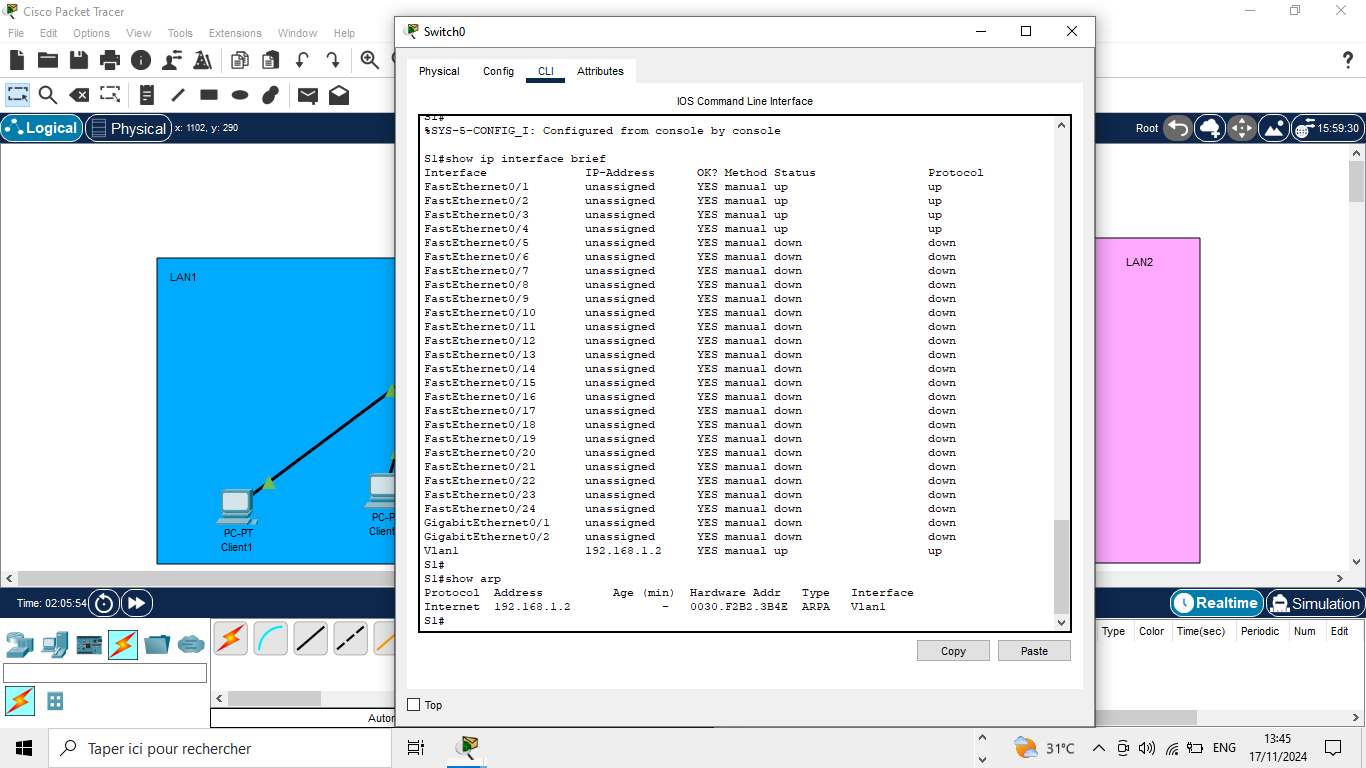 Cisco Packet Tracer
File Edit Options View Tools Extensions Window Help
Logical Physical x: 1102, y: 290
Root 15:59:30
LAN1
PC-PT
Client1
PC-P
Client
LAN2
Switch0
Physical Config CLI Attributes
IOS Command Line Interface
S1#
%SYS-5-CONFIG_I: Configured from console by console
S1#show ip interface brief
Interface IP-Address OK? Method Status Protocol
FastEthernet0/1 unassigned YES manual up up
FastEthernet0/2 unassigned YES manual up up
FastEthernet0/3 unassigned YES manual up up
FastEthernet0/4 unassigned YES manual up up
FastEthernet0/5 unassigned YES manual down down
FastEthernet0/6 unassigned YES manual down down
FastEthernet0/7 unassigned YES manual down down
FastEthernet0/8 unassigned YES manual down down
FastEthernet0/9 unassigned YES manual down down
FastEthernet0/10 unassigned YES manual down down
FastEthernet0/11 unassigned YES manual down down
FastEthernet0/12 unassigned YES manual down down
FastEthernet0/13 unassigned YES manual down down
FastEthernet0/14 unassigned YES manual down down
FastEthernet0/15 unassigned YES manual down down
FastEthernet0/16 unassigned YES manual down down
FastEthernet0/17 unassigned YES manual down down
FastEthernet0/18 unassigned YES manual down down
FastEthernet0/19 unassigned YES manual down down
FastEthernet0/20 unassigned YES manual down down
FastEthernet0/21 unassigned YES manual down down
FastEthernet0/22 unassigned YES manual down down
FastEthernet0/23 unassigned YES manual down down
FastEthernet0/24 unassigned YES manual down down
GigabitEthernet0/1 unassigned YES manual down down
GigabitEthernet0/2 unassigned YES manual down down
Vlan1 192.168.1.2 YES manual up up
S1#
S1#show arp
Protocol Address Age (min) Hardware Addr Type Interface
Internet 192.168.1.2 - 0030.F2B2.3B4E ARPA Vlan1
S1#
Copy Paste
Top
Time: 02:05:54
Realtime Simulation
Type Color Time(sec) Periodic Num Edit
Autor
Taper ici pour rechercher
31°C
ENG
13:45
17/11/2024